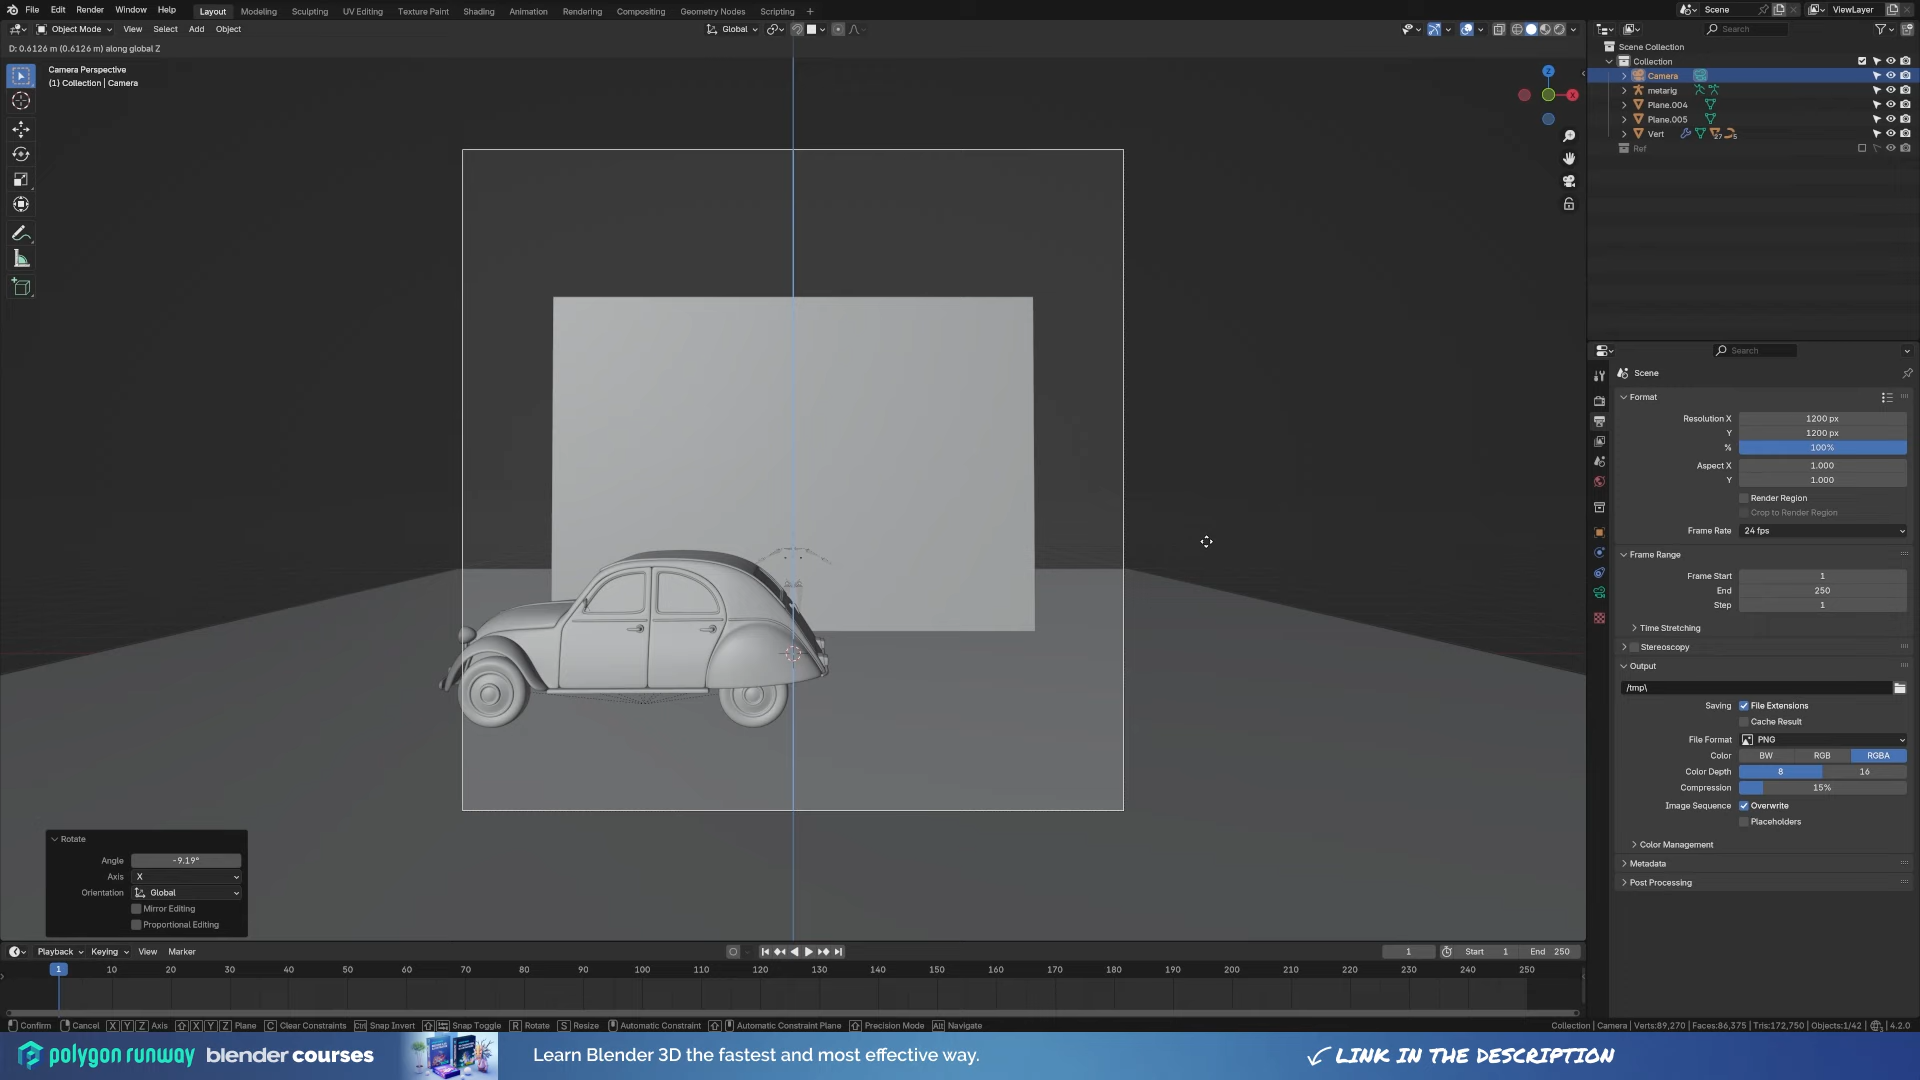 File Edit Render Window Help Layout Modeling Sculpting UV Editing Texture Paint Shading Animation Rendering Compositing Geometry Nodes Scripting + Scene ViewLayer
Object Mode View Select Add Object Global Search
D: 0.6126 m (0.6126 m) along global Z
Camera Perspective
(1) Collection | Camera
Z
X
Scene Collection
Collection
Camera
metarig
Plane.004
Plane.005
Vert 27 5
Ref
Search
Scene
Format
Resolution X 1200 px
Y 1200 px
% 100%
Aspect X 1.000
Y 1.000
Render Region
Crop to Render Region
Frame Rate 24 fps
Frame Range
Frame Start 1
End 250
Step 1
Time Stretching
Stereoscopy
Output
/tmp\
Saving File Extensions
Cache Result
File Format PNG
Color BW RGB RGBA
Color Depth 8 16
Compression 15%
Image Sequence Overwrite
Placeholders
Color Management
Metadata
Post Processing
Rotate
Angle -9.19°
Axis X
Orientation Global
Mirror Editing
Proportional Editing
Playback Keying View Marker 1 Start 1 End 250
1 10 20 30 40 50 60 70 80 90 100 110 120 130 140 150 160 170 180 190 200 210 220 230 240 250
Confirm Cancel X Y Z Axis X Y Z Plane C Clear Constraints Ctrl Snap Invert Snap Toggle R Rotate S Resize Automatic Constraint Automatic Constraint Plane Precision Mode Alt Navigate Collection | Camera | Verts:89,270 | Faces:86,375 | Tris:172,750 | Objects:1/42 | 4.2.0
polygon runway blender courses Learn Blender 3D the fastest and most effective way. LINK IN THE DESCRIPTION